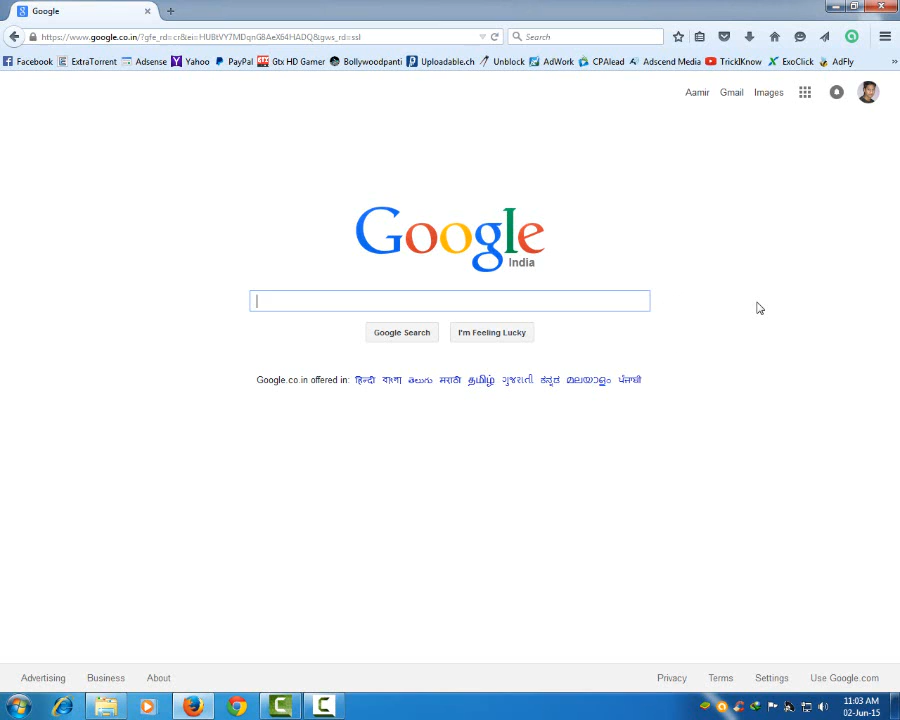 Google
https://www.google.co.in/?gfe_rd=cr&ei=HUBtVY7MDqnG8AeX64HADQ&gws_rd=ssl Search
Facebook ExtraTorrent Adsense Yahoo PayPal Gtx HD Gamer Bollywoodpanti Uploadable.ch Unblock AdWork CPAlead Adscend Media TrickIKnow ExoClick AdFly
Aamir Gmail Images
Google
India
Google Search I'm Feeling Lucky
Google.co.in offered in: हिन्दी বাংলা తెలుగు मराठी தமிழ் ગુજરાતી ಕನ್ನಡ മലയാളം ਪੰਜਾਬੀ
Advertising Business About Privacy Terms Settings Use Google.com
11:03 AM
02-Jun-15